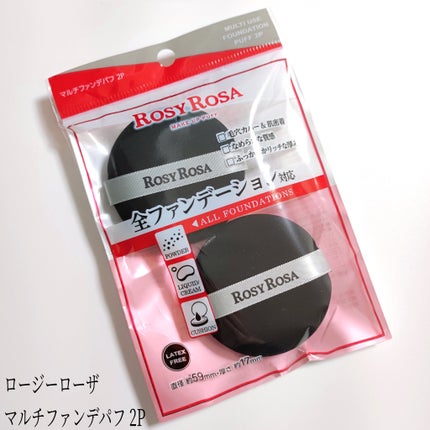 マルチファンデパフ 2P
MULTI USE
FOUNDATION
PUFF 2P
ROSY ROSA
MAKE UP PUFF
毛穴カバー&肌密着
なめらかな質感
ふっくらリッチな厚み
ROSY ROSA
全ファンデーション対応
ALL FOUNDATIONS
POWDER
LIQUID/
CREAM
CUSHION
ROSY ROSA
LATEX
FREE
直径 約59mm・厚さ 約17mm
ロージーローザ
マルチファンデパフ 2P